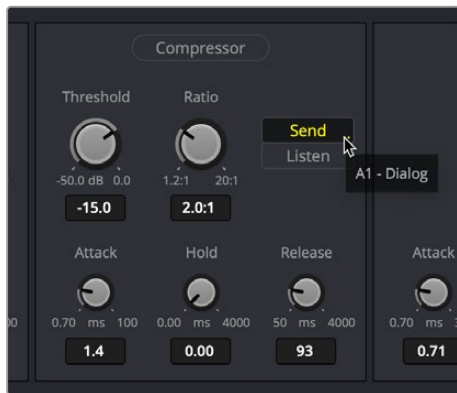 Compressor
Threshold Ratio
Send
Listen
A1 - Dialog
-50.0 dB 0.0 1.2:1 20:1
-15.0 2.0:1
Attack Hold Release Attack
00 0.70 ms 100 0.00 ms 4000 50 ms 4000 0.70 ms
1.4 0.00 93 0.71